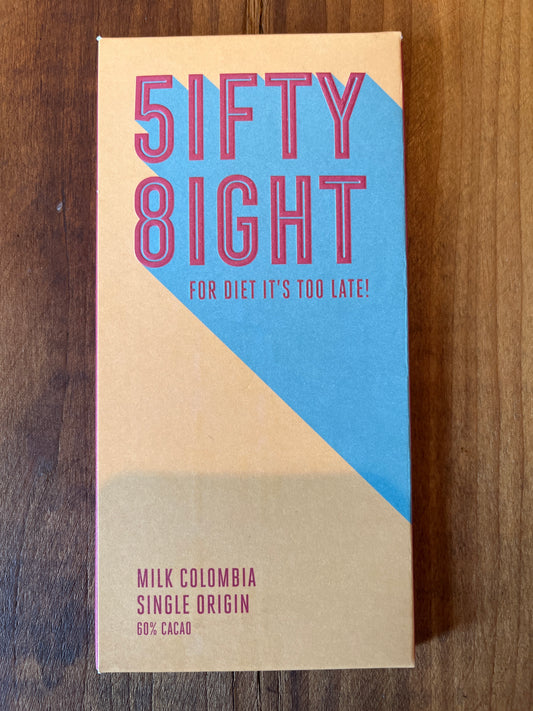 5IFTY
8IGHT
FOR DIET IT'S TOO LATE!
MILK COLOMBIA
SINGLE ORIGIN
60% CACAO